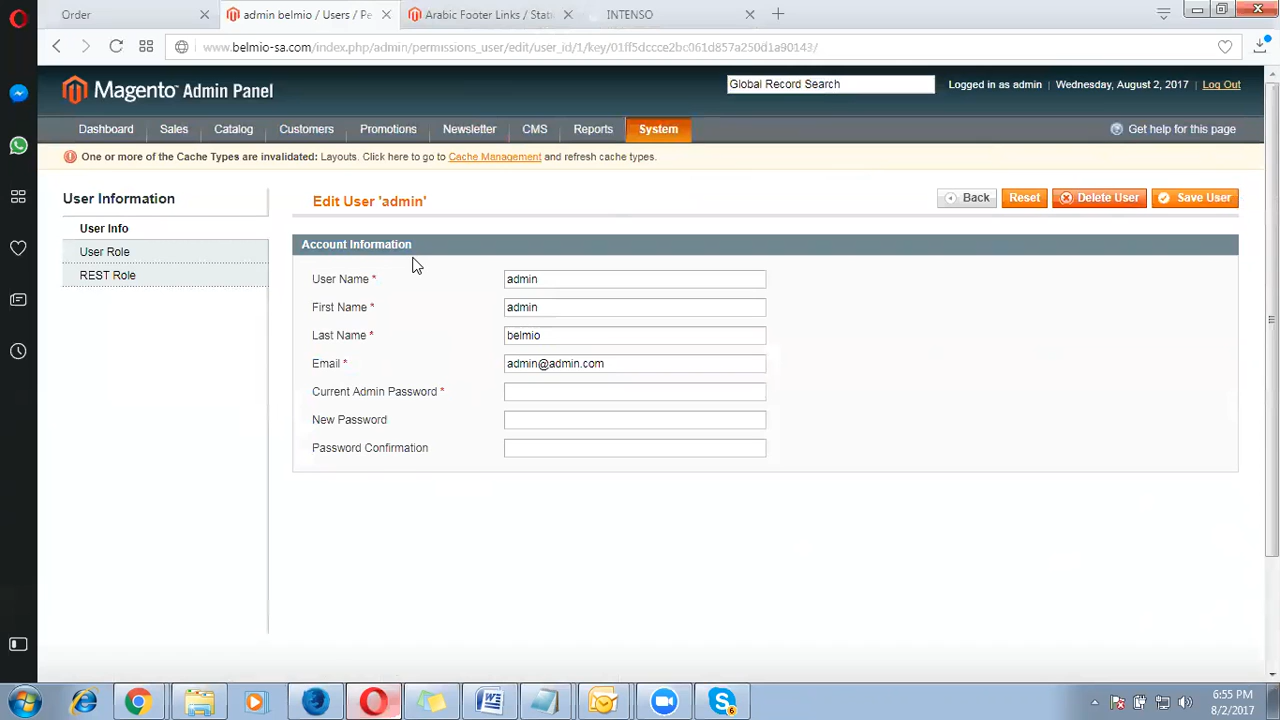 Order
admin belmio / Users / Pe
Arabic Footer Links / Stati
INTENSO
www.belmio-sa.com/index.php/admin/permissions_user/edit/user_id/1/key/01ff5dccce2bc061d857a250d1a90143/
Magento Admin Panel
Global Record Search
Logged in as admin | Wednesday, August 2, 2017 | Log Out
Dashboard Sales Catalog Customers Promotions Newsletter CMS Reports System
Get help for this page
One or more of the Cache Types are invalidated: Layouts. Click here to go to Cache Management and refresh cache types.
User Information
User Info
User Role
REST Role
Edit User 'admin'
Back Reset Delete User Save User
Account Information
User Name * admin
First Name * admin
Last Name * belmio
Email * admin@admin.com
Current Admin Password *
New Password
Password Confirmation
6
6:55 PM
8/2/2017